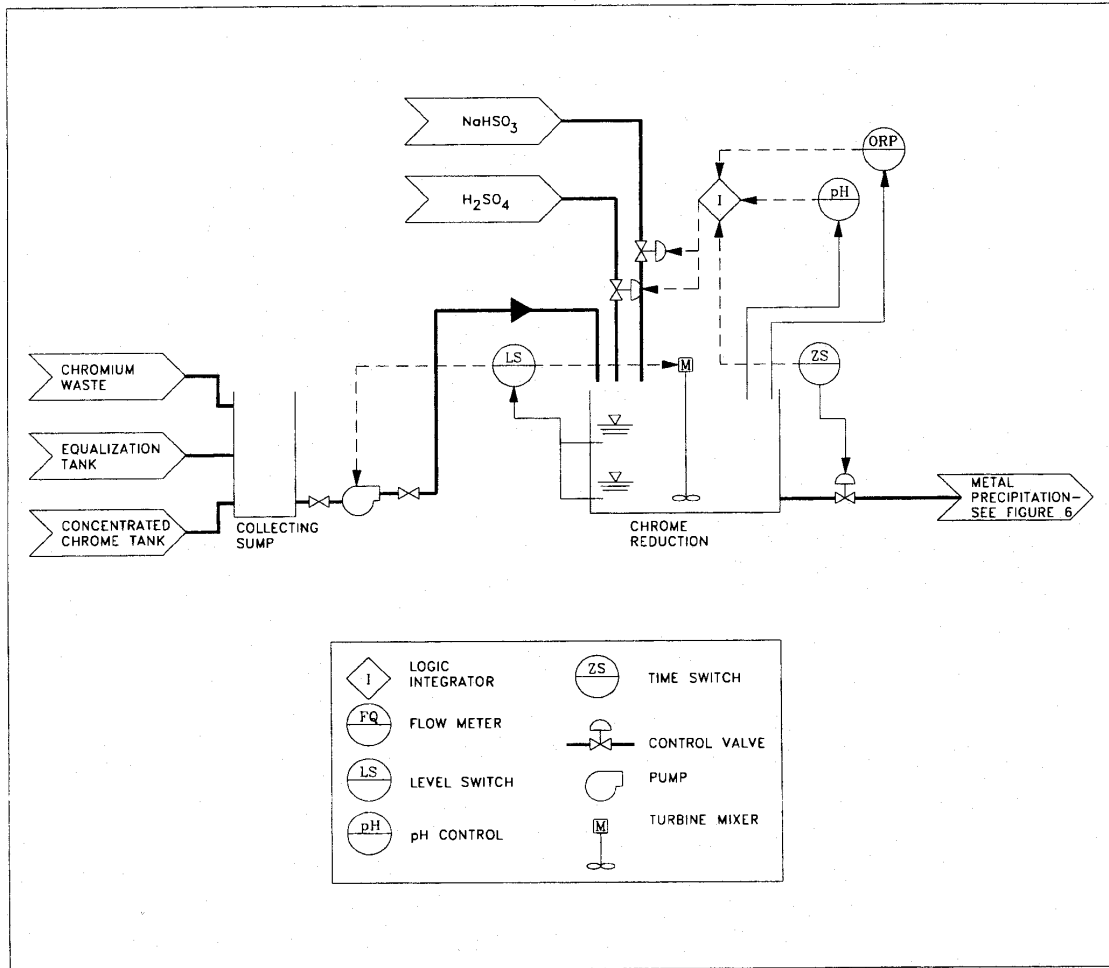 NaHSO3
H2SO4
ORP
pH
I
LS
M
ZS
CHROMIUM
WASTE
EQUALIZATION
TANK
CONCENTRATED
CHROME TANK
COLLECTING
SUMP
CHROME
REDUCTION
METAL
PRECIPITATION-
SEE FIGURE 6
I
LOGIC
INTEGRATOR
ZS
TIME SWITCH
FQ
FLOW METER
CONTROL VALVE
LS
LEVEL SWITCH
PUMP
pH
pH CONTROL
M
TURBINE MIXER